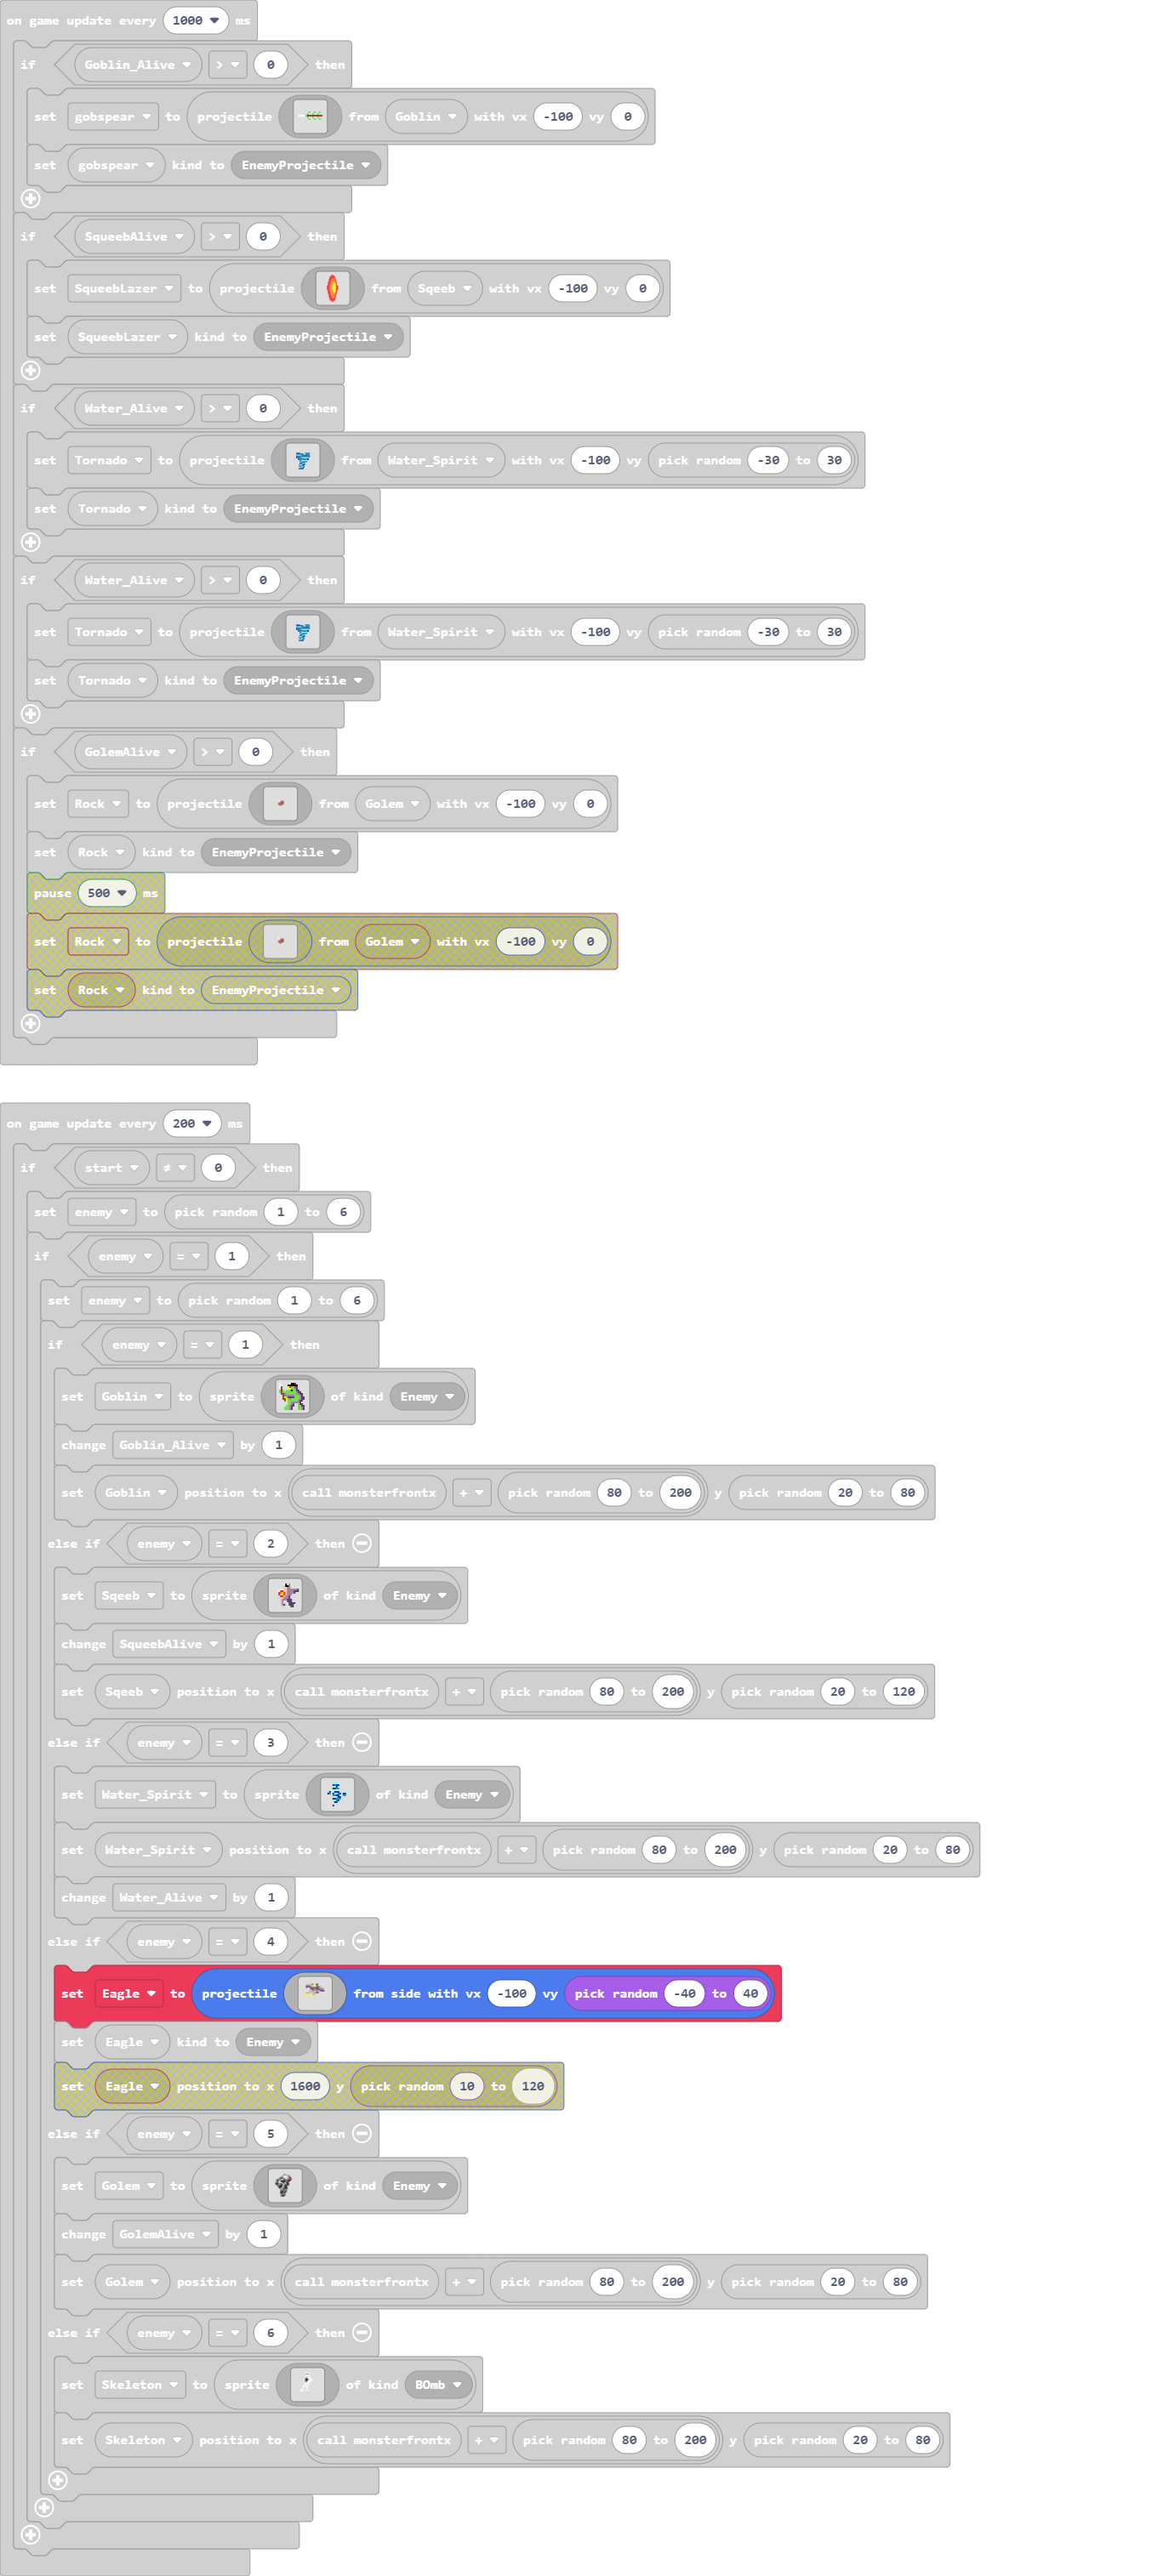 on game update every 1000 ms
if Goblin_Alive > 0 then
set gobspear to projectile from Goblin with vx -100 vy 0
set gobspear kind to EnemyProjectile
if SqueebAlive > 0 then
set SqueebLazer to projectile from Sqeeb with vx -100 vy 0
set SqueebLazer kind to EnemyProjectile
if Water_Alive > 0 then
set Tornado to projectile from Water_Spirit with vx -100 vy pick random -30 to 30
set Tornado kind to EnemyProjectile
if Water_Alive > 0 then
set Tornado to projectile from Water_Spirit with vx -100 vy pick random -30 to 30
set Tornado kind to EnemyProjectile
if GolemAlive > 0 then
set Rock to projectile from Golem with vx -100 vy 0
set Rock kind to EnemyProjectile
pause 500 ms
set Rock to projectile from Golem with vx -100 vy 0
set Rock kind to EnemyProjectile
on game update every 200 ms
if start ≠ 0 then
set enemy to pick random 1 to 6
if enemy = 1 then
set enemy to pick random 1 to 6
if enemy = 1 then
set Goblin to sprite of kind Enemy
change Goblin_Alive by 1
set Goblin position to x call monsterfrontx + pick random 80 to 200 y pick random 20 to 80
else if enemy = 2 then
set Sqeeb to sprite of kind Enemy
change SqueebAlive by 1
set Sqeeb position to x call monsterfrontx + pick random 80 to 200 y pick random 20 to 120
else if enemy = 3 then
set Water_Spirit to sprite of kind Enemy
set Water_Spirit position to x call monsterfrontx + pick random 80 to 200 y pick random 20 to 80
change Water_Alive by 1
else if enemy = 4 then
set Eagle to projectile from side with vx -100 vy pick random -40 to 40
set Eagle kind to Enemy
set Eagle position to x 1600 y pick random 10 to 120
else if enemy = 5 then
set Golem to sprite of kind Enemy
change GolemAlive by 1
set Golem position to x call monsterfrontx + pick random 80 to 200 y pick random 20 to 80
else if enemy = 6 then
set Skeleton to sprite of kind BOmb
set Skeleton position to x call monsterfrontx + pick random 80 to 200 y pick random 20 to 80